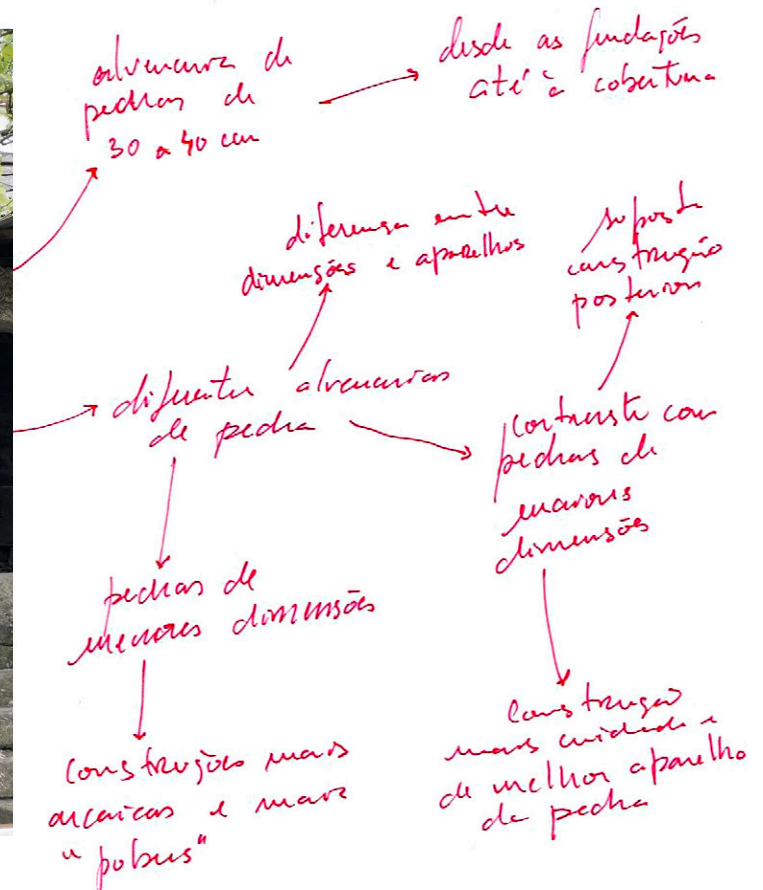 alvenaria de
pedras de
30 a 40 cm
desde as fundações
até à cobertura
diferença entre
dimensões e aparelhos
suposta
construção
posterior
diferentes alvenarias
de pedra
contraste com
pedras de
maiores
dimensões
pedras de
menores dimensões
construção
mais cuidada e
de melhor aparelho
de pedra
construções mais
arcaicas e mais
"pobres"